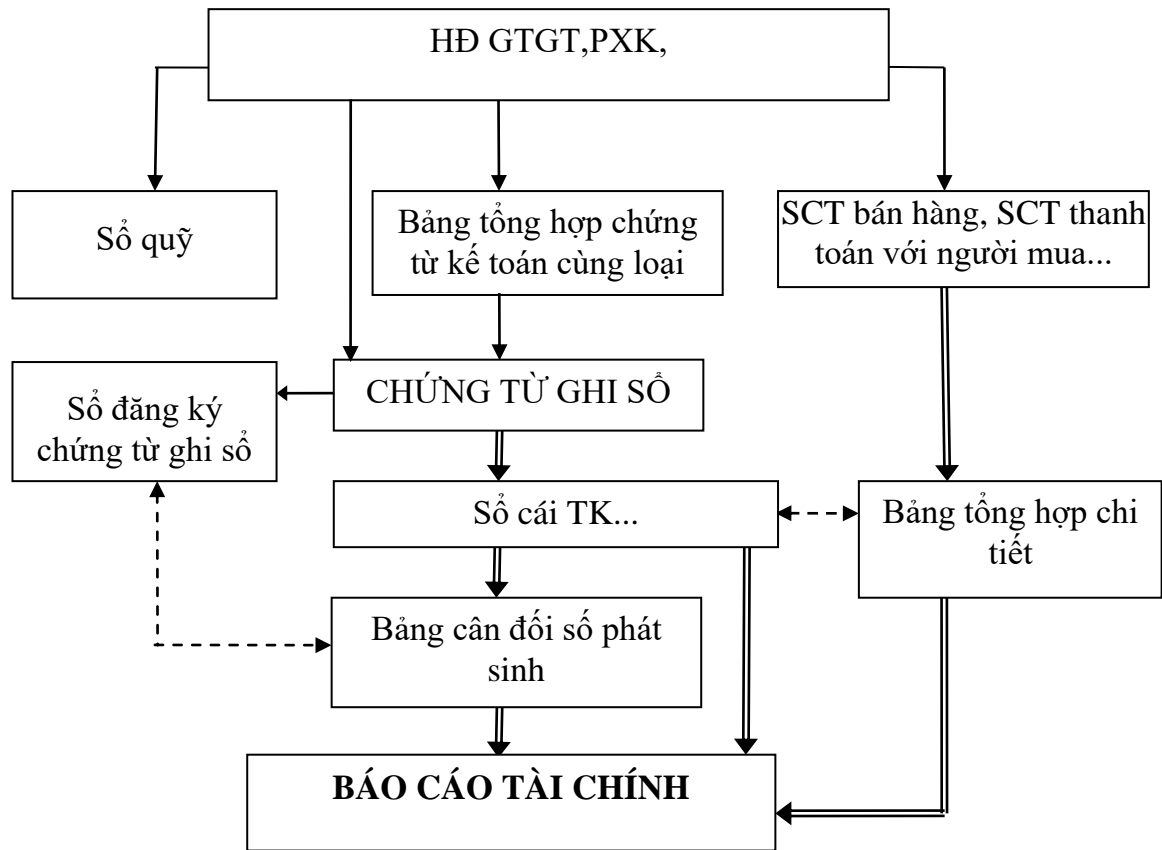 HĐ GTGT,PXK,
Sổ quỹ
Bảng tổng hợp chứng
từ kế toán cùng loại
SCT bán hàng, SCT thanh
toán với người mua...
Sổ đăng ký
chứng từ ghi sổ
CHỨNG TỪ GHI SỔ
Sổ cái TK...
Bảng tổng hợp chi
tiết
Bảng cân đối số phát
sinh
BÁO CÁO TÀI CHÍNH